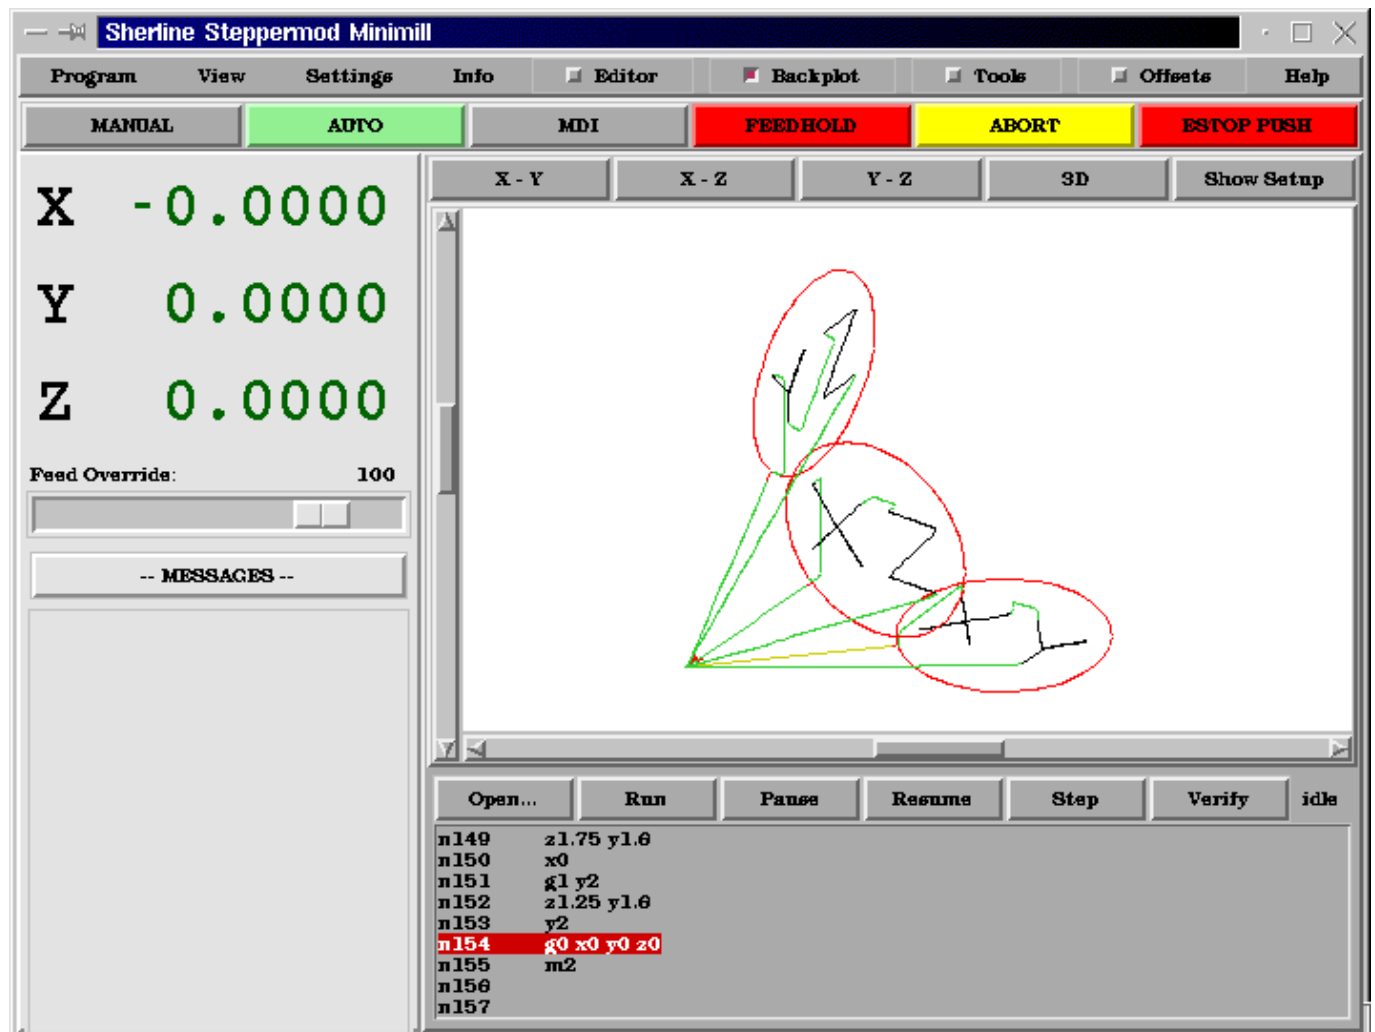 Sherline Steppermod Minimill
Program View Settings Info Editor Backplot Tools Offsets Help
MANUAL AUTO MDI FEEDHOLD ABORT ESTOP PUSH
X - Y X - Z Y - Z 3D Show Setup
X -0.0000
Y 0.0000
Z 0.0000
Feed Override: 100
-- MESSAGES --
Y Z
X Z
X Y
Open... Run Pause Resume Step Verify idle
n149 z1.75 y1.6
n150 x0
n151 g1 y2
n152 z1.25 y1.6
n153 y2
n154 g0 x0 y0 z0
n155 m2
n156
n157